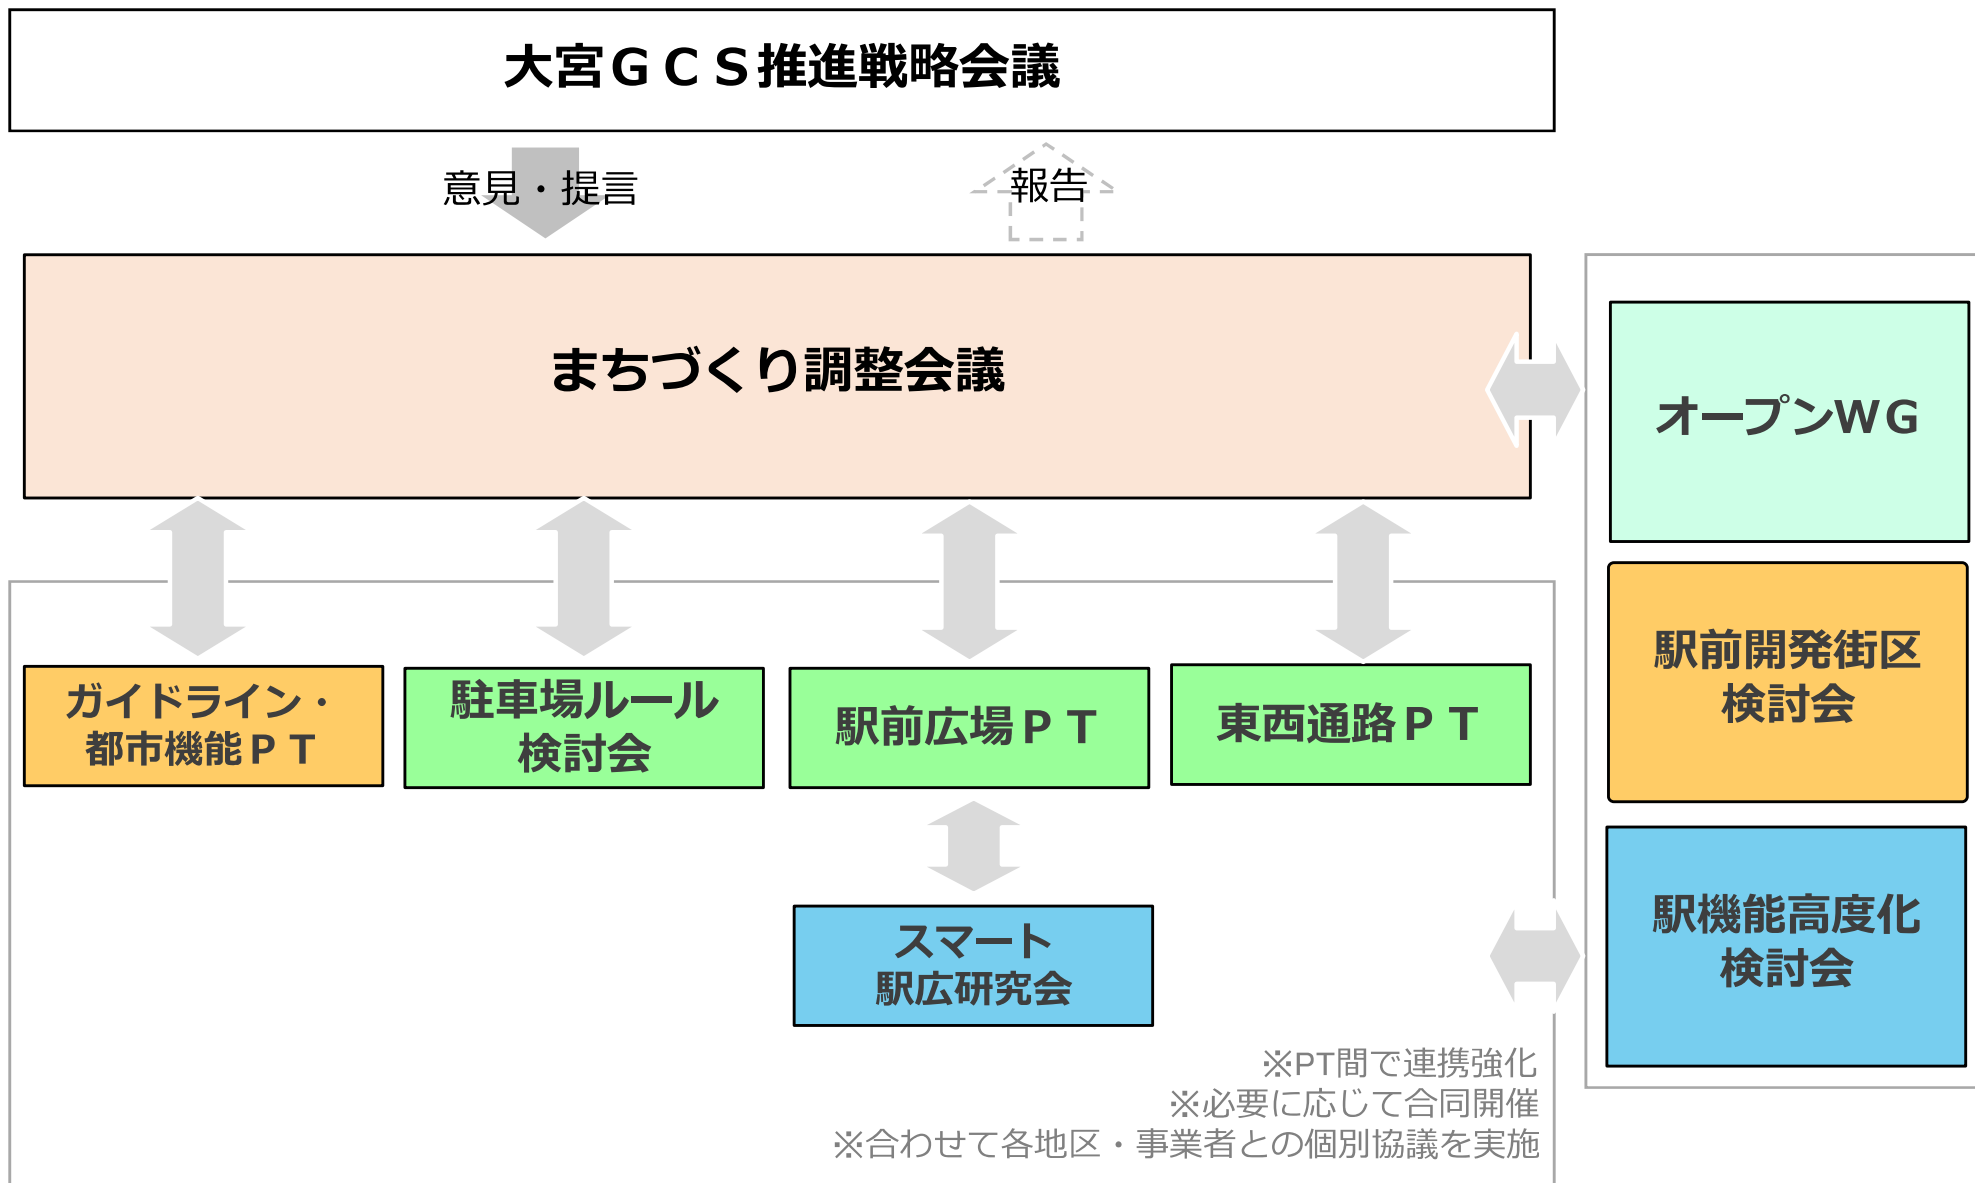 大宮ＧＣＳ推進戦略会議
意見・提言
報告
まちづくり調整会議
オープンWG
駅前開発街区
検討会
駅機能高度化
検討会
ガイドライン・
都市機能ＰＴ
駐車場ルール
検討会
駅前広場ＰＴ
東西通路ＰＴ
スマート
駅広研究会
※PT間で連携強化
※必要に応じて合同開催
※合わせて各地区・事業者との個別協議を実施